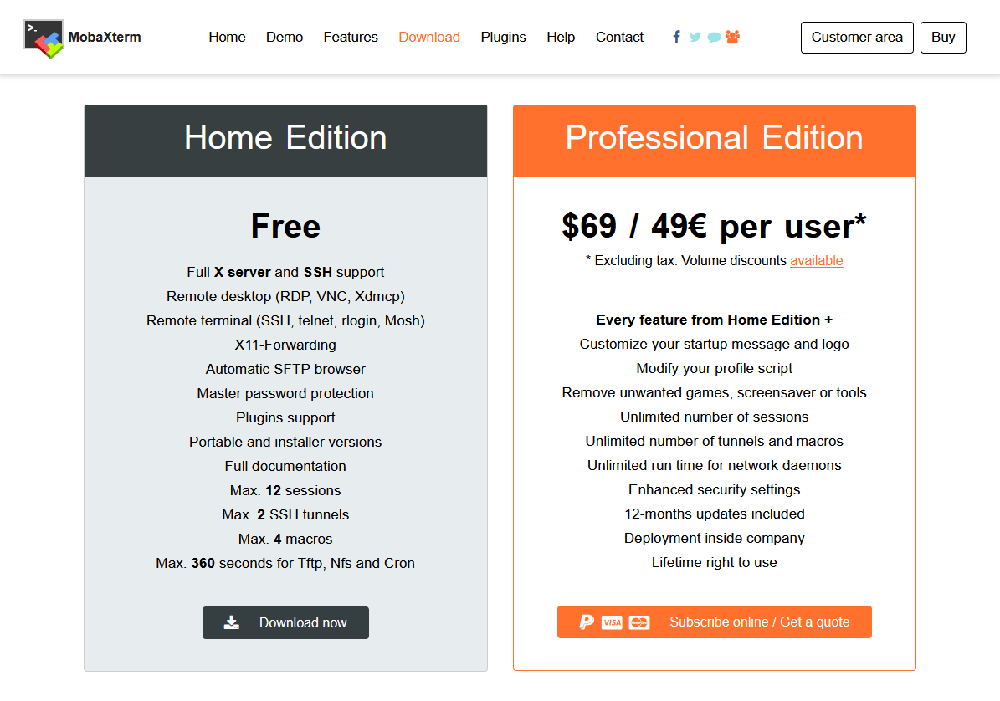 >_ MobaXterm Home Demo Features Download Plugins Help Contact Customer area Buy
Home Edition
Free
Full X server and SSH support
Remote desktop (RDP, VNC, Xdmcp)
Remote terminal (SSH, telnet, rlogin, Mosh)
X11-Forwarding
Automatic SFTP browser
Master password protection
Plugins support
Portable and installer versions
Full documentation
Max. 12 sessions
Max. 2 SSH tunnels
Max. 4 macros
Max. 360 seconds for Tftp, Nfs and Cron
Download now
Professional Edition
$69 / 49€ per user*
* Excluding tax. Volume discounts available
Every feature from Home Edition +
Customize your startup message and logo
Modify your profile script
Remove unwanted games, screensaver or tools
Unlimited number of sessions
Unlimited number of tunnels and macros
Unlimited run time for network daemons
Enhanced security settings
12-months updates included
Deployment inside company
Lifetime right to use
VISA Subscribe online / Get a quote